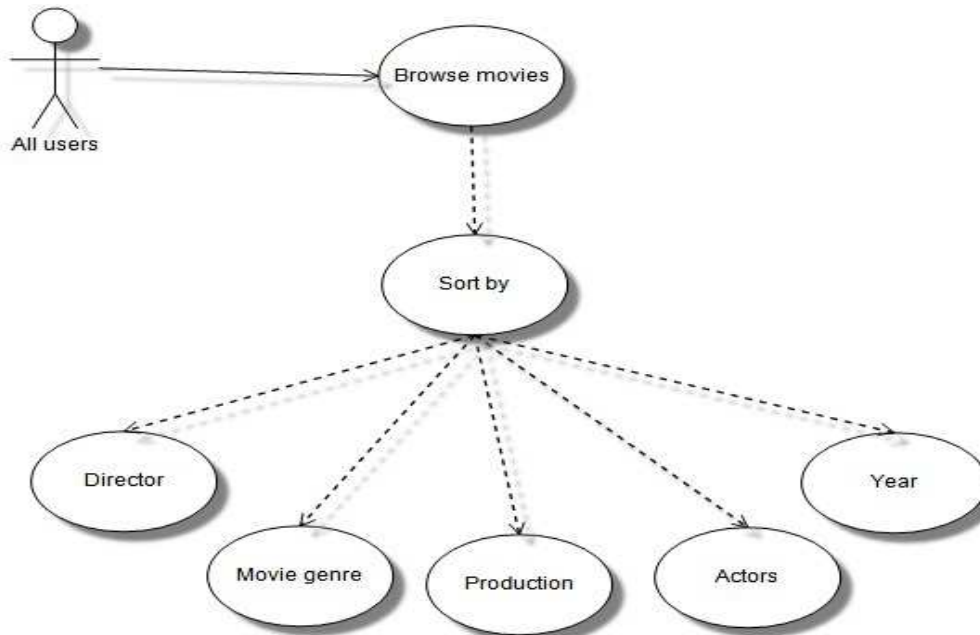 Browse movies
All users
Sort by
Director
Year
Movie genre
Production
Actors